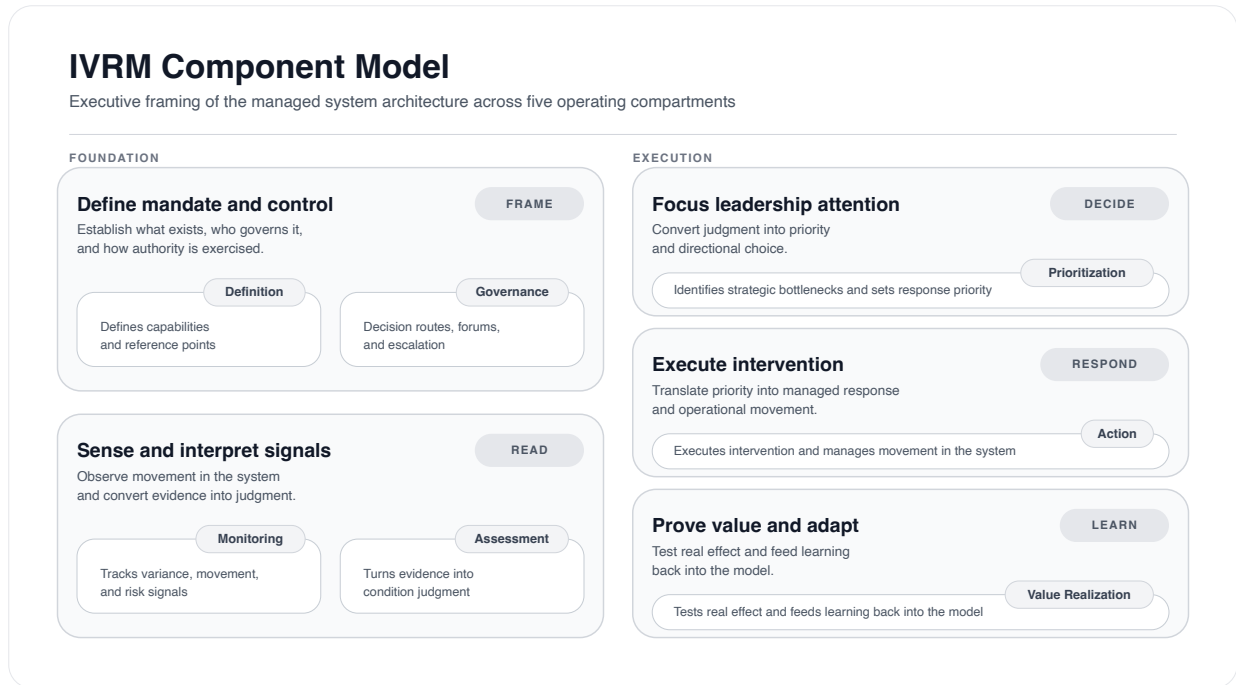 IVRM Component Model
Executive framing of the managed system architecture across five operating compartments
FOUNDATION
Define mandate and control
FRAME
Establish what exists, who governs it,
and how authority is exercised.
Definition
Defines capabilities
and reference points
Governance
Decision routes, forums,
and escalation
Sense and interpret signals
READ
Observe movement in the system
and convert evidence into judgment.
Monitoring
Tracks variance, movement,
and risk signals
Assessment
Turns evidence into
condition judgment
EXECUTION
Focus leadership attention
DECIDE
Convert judgment into priority
and directional choice.
Prioritization
Identifies strategic bottlenecks and sets response priority
Execute intervention
RESPOND
Translate priority into managed response
and operational movement.
Action
Executes intervention and manages movement in the system
Prove value and adapt
LEARN
Test real effect and feed learning
back into the model.
Value Realization
Tests real effect and feeds learning back into the model